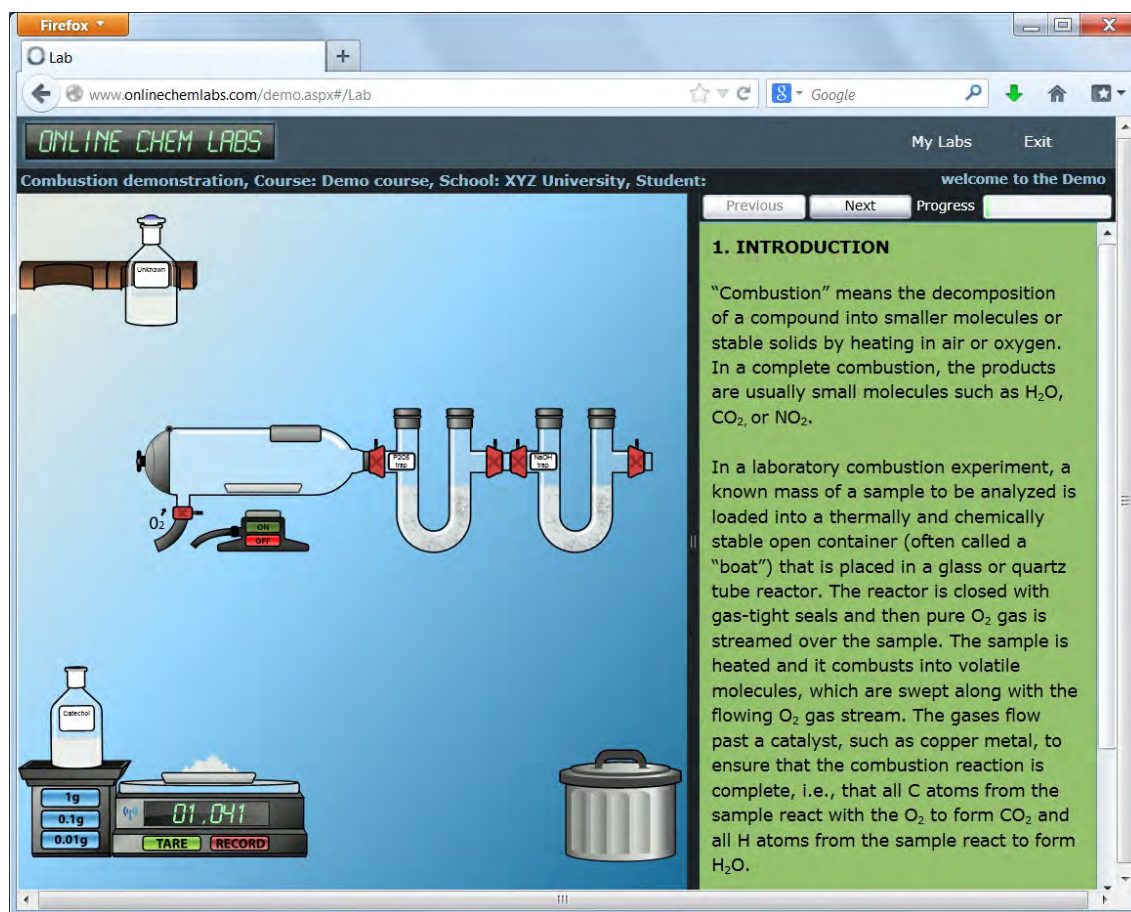 Firefox
Lab
www.onlinechemlabs.com/demo.aspx#/Lab
Google
ONLINE CHEM LABS
My Labs
Exit
Combustion demonstration, Course: Demo course, School: XYZ University, Student:
welcome to the Demo
Previous
Next
Progress
Unknown
P2O5
trap
NaOH
trap
O₂
ON
OFF
Catechol
1g
0.1g
0.01g
01.041
TARE
RECORD
1. INTRODUCTION
“Combustion” means the decomposition
of a compound into smaller molecules or
stable solids by heating in air or oxygen.
In a complete combustion, the products
are usually small molecules such as H₂O,
CO₂, or NO₂.
In a laboratory combustion experiment, a
known mass of a sample to be analyzed is
loaded into a thermally and chemically
stable open container (often called a
“boat”) that is placed in a glass or quartz
tube reactor. The reactor is closed with
gas-tight seals and then pure O₂ gas is
streamed over the sample. The sample is
heated and it combusts into volatile
molecules, which are swept along with the
flowing O₂ gas stream. The gases flow
past a catalyst, such as copper metal, to
ensure that the combustion reaction is
complete, i.e., that all C atoms from the
sample react with the O₂ to form CO₂ and
all H atoms from the sample react to form
H₂O.